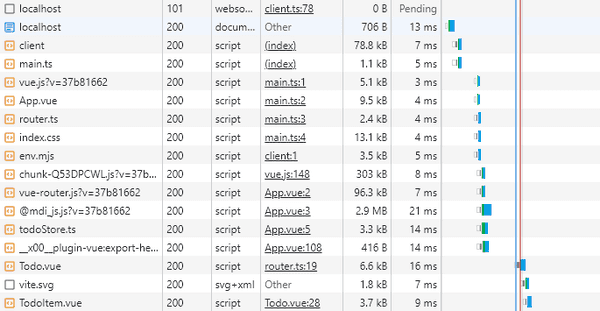 localhost 101 webso... client.ts:78 0 B Pending
localhost 200 docum... Other 706 B 13 ms
client 200 script (index) 78.8 kB 7 ms
main.ts 200 script (index) 1.1 kB 5 ms
vue.js?v=37b81662 200 script main.ts:1 5.1 kB 3 ms
App.vue 200 script main.ts:2 9.5 kB 4 ms
router.ts 200 script main.ts:3 2.4 kB 4 ms
index.css 200 script main.ts:4 13.1 kB 4 ms
env.mjs 200 script client:1 3.5 kB 5 ms
chunk-Q53DPCWL.js?v=37b... 200 script vue.js:148 303 kB 8 ms
vue-router.js?v=37b81662 200 script App.vue:2 96.3 kB 7 ms
@mdi_js.js?v=37b81662 200 script App.vue:3 2.9 MB 21 ms
todoStore.ts 200 script App.vue:5 3.3 kB 14 ms
__x00__plugin-vue:export-he... 200 script App.vue:108 416 B 14 ms
Todo.vue 200 script router.ts:19 6.6 kB 16 ms
vite.svg 200 svg+xml Other 1.8 kB 7 ms
TodoItem.vue 200 script Todo.vue:28 3.7 kB 9 ms